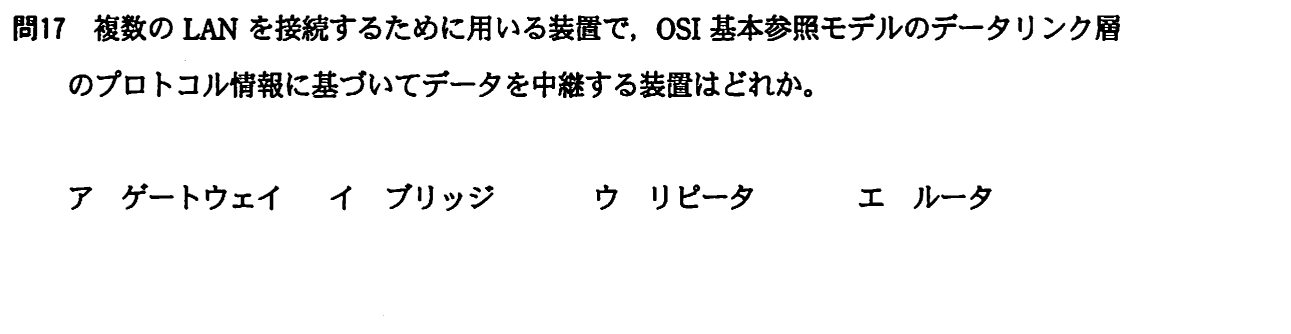 問17 複数の LAN を接続するために用いる装置で，OSI 基本参照モデルのデータリンク層
のプロトコル情報に基づいてデータを中継する装置はどれか。
ア ゲートウェイ イ ブリッジ ウ リピータ エ ルータ